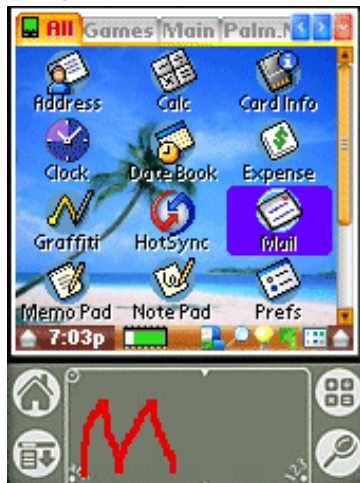 All Games Main Palm.N
Address Calc Card Info
Clock Date Book Expense
Graffiti HotSync Mail
Memo Pad Note Pad Prefs
7:03p
M
123